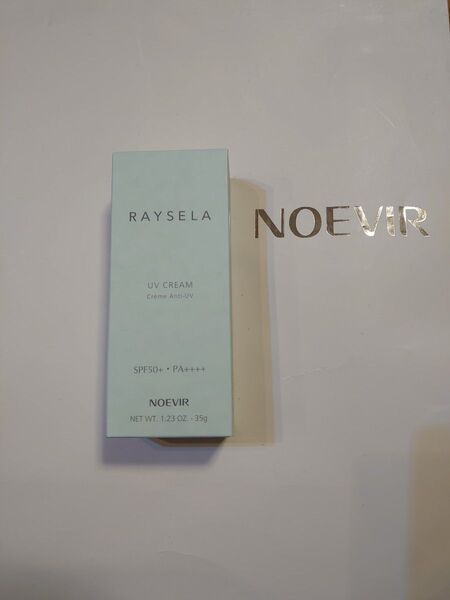 RAYSELA
UV CREAM
Crème Anti-UV
SPF50+ • PA++++
NOEVIR
NET WT. 1.23 OZ. - 35g
NOEVIR